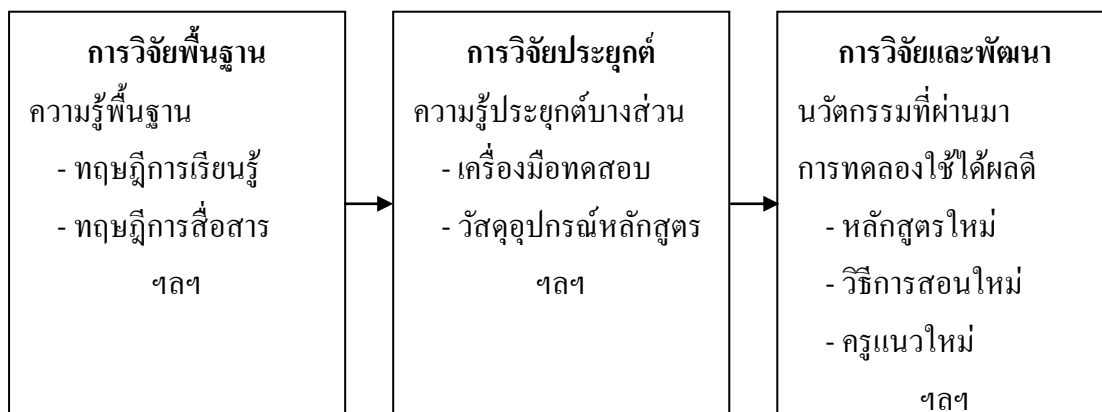 การวิจัยพื้นฐาน
ความรู้พื้นฐาน
- ทฤษฎีการเรียนรู้
- ทฤษฎีการสื่อสาร
ฯลฯ
การวิจัยประยุกต์
ความรู้ประยุกต์บางส่วน
- เครื่องมือทดสอบ
- วัสดุอุปกรณ์หลักสูตร
ฯลฯ
การวิจัยและพัฒนา
นวัตกรรมที่ผ่านมา
การทดลองใช้ได้ผลดี
- หลักสูตรใหม่
- วิธีการสอนใหม่
- ครูแนวใหม่
ฯลฯ